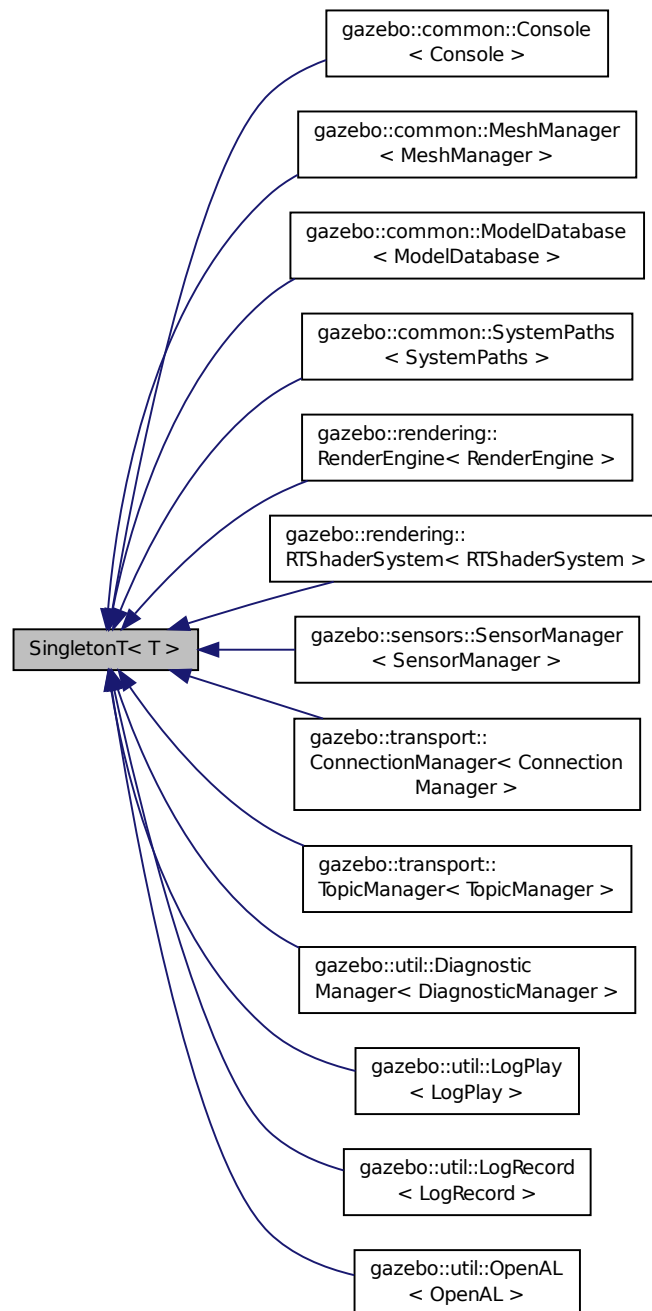 gazebo::common::Console
< Console >
gazebo::common::MeshManager
< MeshManager >
gazebo::common::ModelDatabase
< ModelDatabase >
gazebo::common::SystemPaths
< SystemPaths >
gazebo::rendering::
RenderEngine< RenderEngine >
gazebo::rendering::
RTShaderSystem< RTShaderSystem >
SingletonT< T >
gazebo::sensors::SensorManager
< SensorManager >
gazebo::transport::
ConnectionManager< Connection
Manager >
gazebo::transport::
TopicManager< TopicManager >
gazebo::util::Diagnostic
Manager< DiagnosticManager >
gazebo::util::LogPlay
< LogPlay >
gazebo::util::LogRecord
< LogRecord >
gazebo::util::OpenAL
< OpenAL >